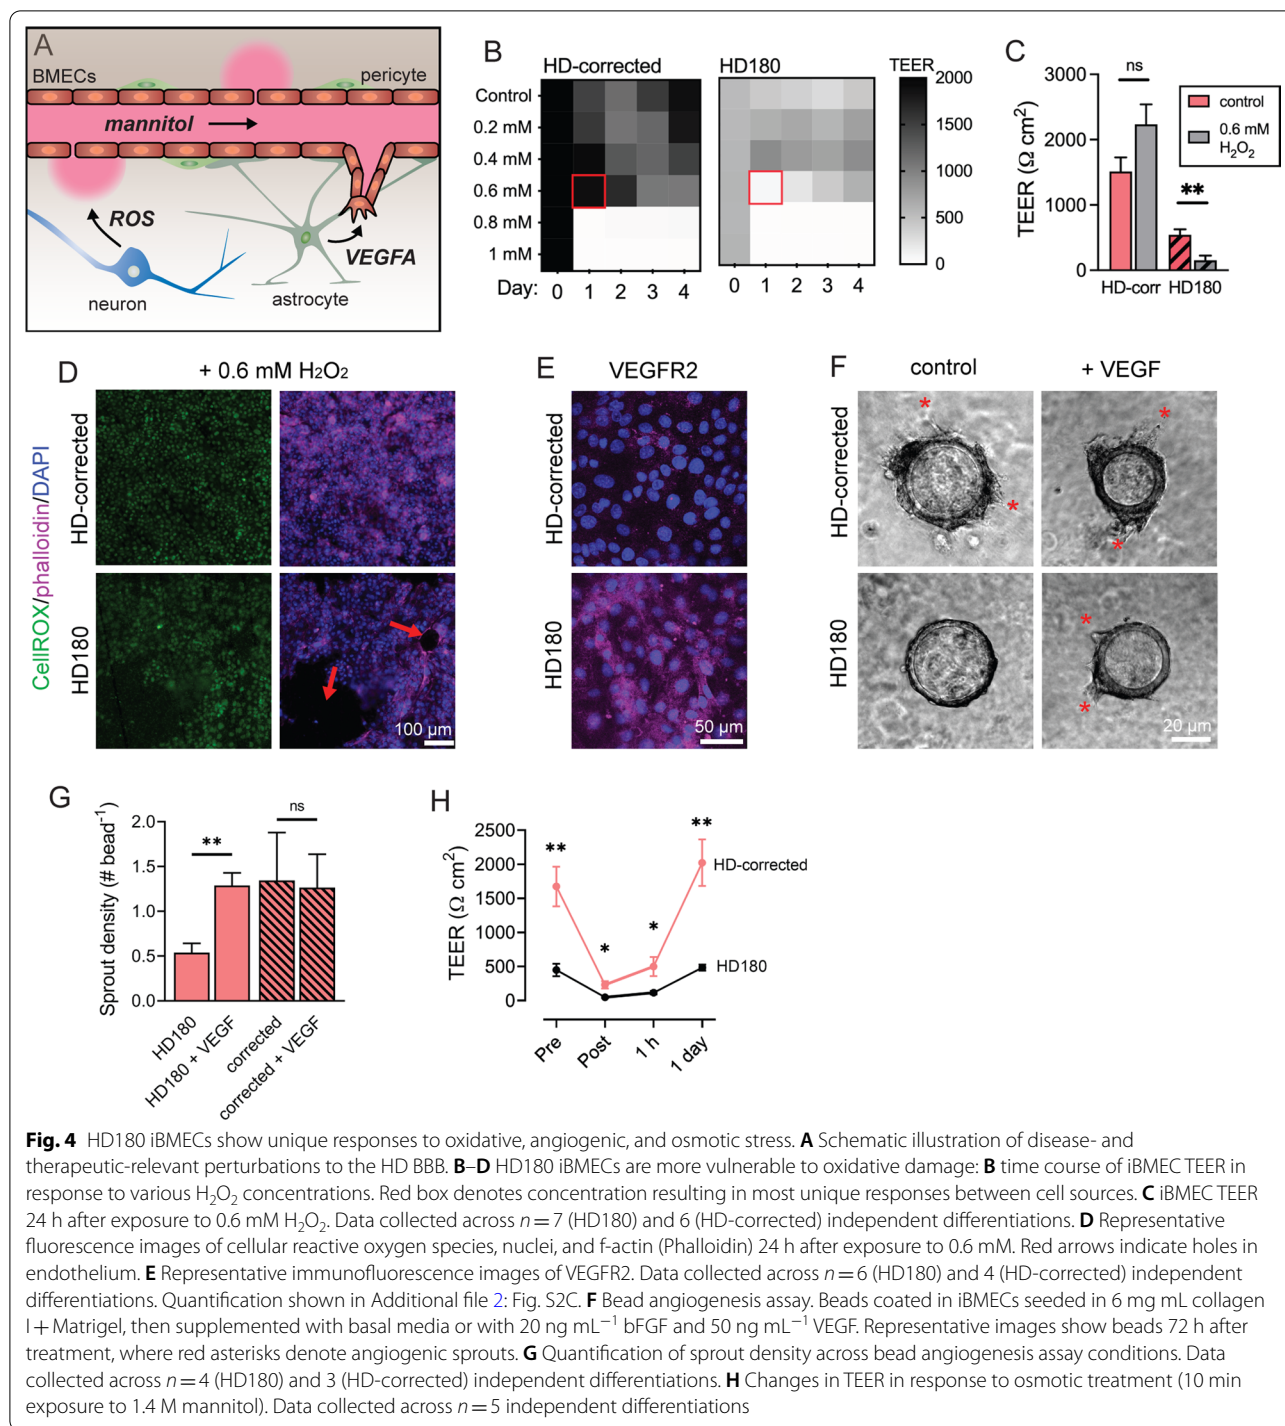 A
BMECs
pericyte
mannitol
ROS
VEGFA
neuron
astrocyte
B
HD-corrected
HD180
TEER
Control
0.2 mM
0.4 mM
0.6 mM
0.8 mM
1 mM
Day: 0 1 2 3 4
0 1 2 3 4
2000
1500
1000
500
0
C
TEER (Ω cm2)
3000
2000
1000
0
ns
**
HD-corr HD180
control
0.6 mM
H2O2
D
+ 0.6 mM H2O2
CellROX/phalloidin/DAPI
HD-corrected
HD180
100 µm
E
VEGFR2
HD-corrected
HD180
50 µm
F
control
+ VEGF
HD-corrected
HD180
*
*
*
*
*
*
20 µm
G
Sprout density (# bead-1)
2.0
1.5
1.0
0.5
0.0
**
ns
HD180
HD180 + VEGF
corrected
corrected + VEGF
H
TEER (Ω cm2)
2500
2000
1500
1000
500
0
**
*
*
**
HD-corrected
HD180
Pre
Post
1 h
1 day
Fig. 4 HD180 iBMECs show unique responses to oxidative, angiogenic, and osmotic stress. A Schematic illustration of disease- and
therapeutic-relevant perturbations to the HD BBB. B–D HD180 iBMECs are more vulnerable to oxidative damage: B time course of iBMEC TEER in
response to various H2O2 concentrations. Red box denotes concentration resulting in most unique responses between cell sources. C iBMEC TEER
24 h after exposure to 0.6 mM H2O2. Data collected across n = 7 (HD180) and 6 (HD-corrected) independent differentiations. D Representative
fluorescence images of cellular reactive oxygen species, nuclei, and f-actin (Phalloidin) 24 h after exposure to 0.6 mM. Red arrows indicate holes in
endothelium. E Representative immunofluorescence images of VEGFR2. Data collected across n = 6 (HD180) and 4 (HD-corrected) independent
differentiations. Quantification shown in Additional file 2: Fig. S2C. F Bead angiogenesis assay. Beads coated in iBMECs seeded in 6 mg mL collagen
I + Matrigel, then supplemented with basal media or with 20 ng mL−1 bFGF and 50 ng mL−1 VEGF. Representative images show beads 72 h after
treatment, where red asterisks denote angiogenic sprouts. G Quantification of sprout density across bead angiogenesis assay conditions. Data
collected across n = 4 (HD180) and 3 (HD-corrected) independent differentiations. H Changes in TEER in response to osmotic treatment (10 min
exposure to 1.4 M mannitol). Data collected across n = 5 independent differentiations